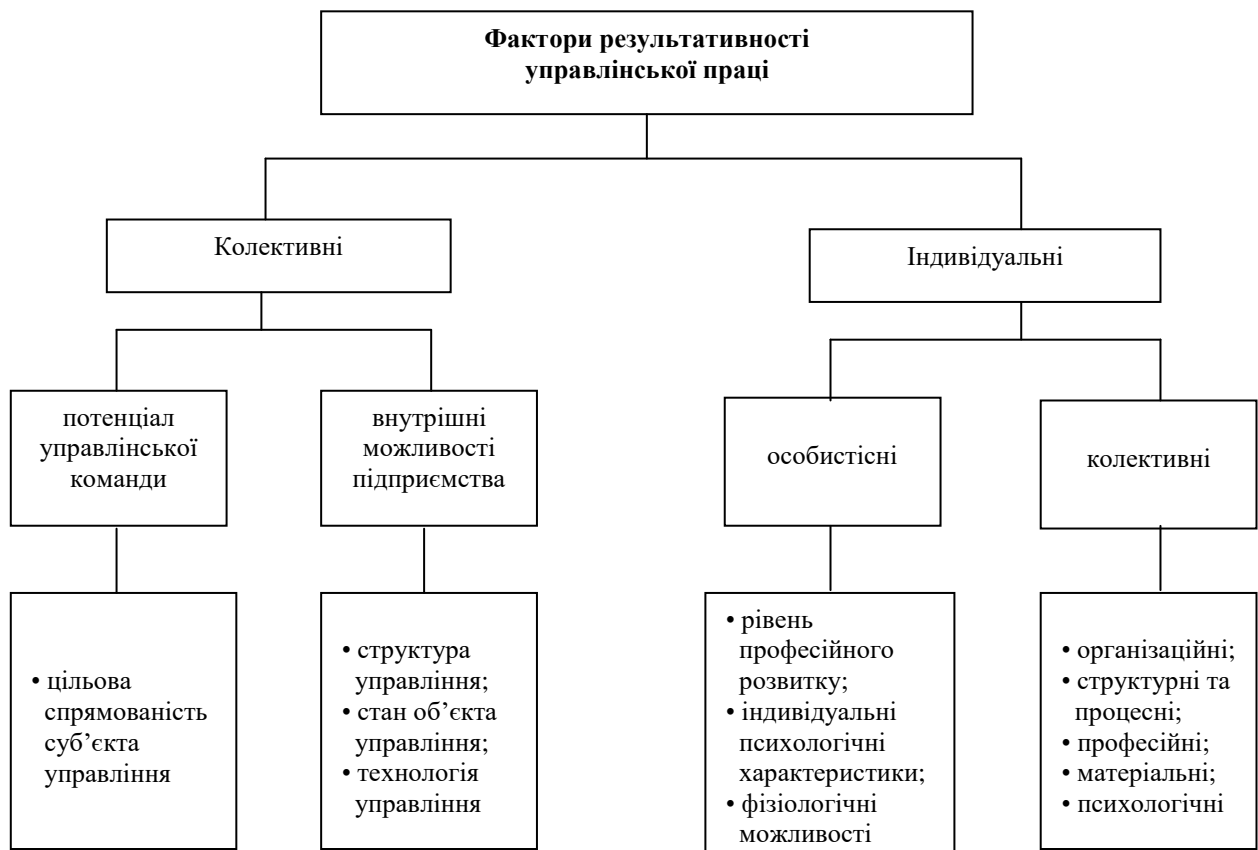 Фактори результативності
управлінської праці
Колективні
Індивідуальні
потенціал
управлінської
команди
внутрішні
можливості
підприємства
особистісні
колективні
• цільова
спрямованість
суб’єкта
управління
• структура
управління;
• стан об’єкта
управління;
• технологія
управління
• рівень
професійного
розвитку;
• індивідуальні
психологічні
характеристики;
• фізіологічні
можливості
• організаційні;
• структурні та
процесні;
• професійні;
• матеріальні;
• психологічні